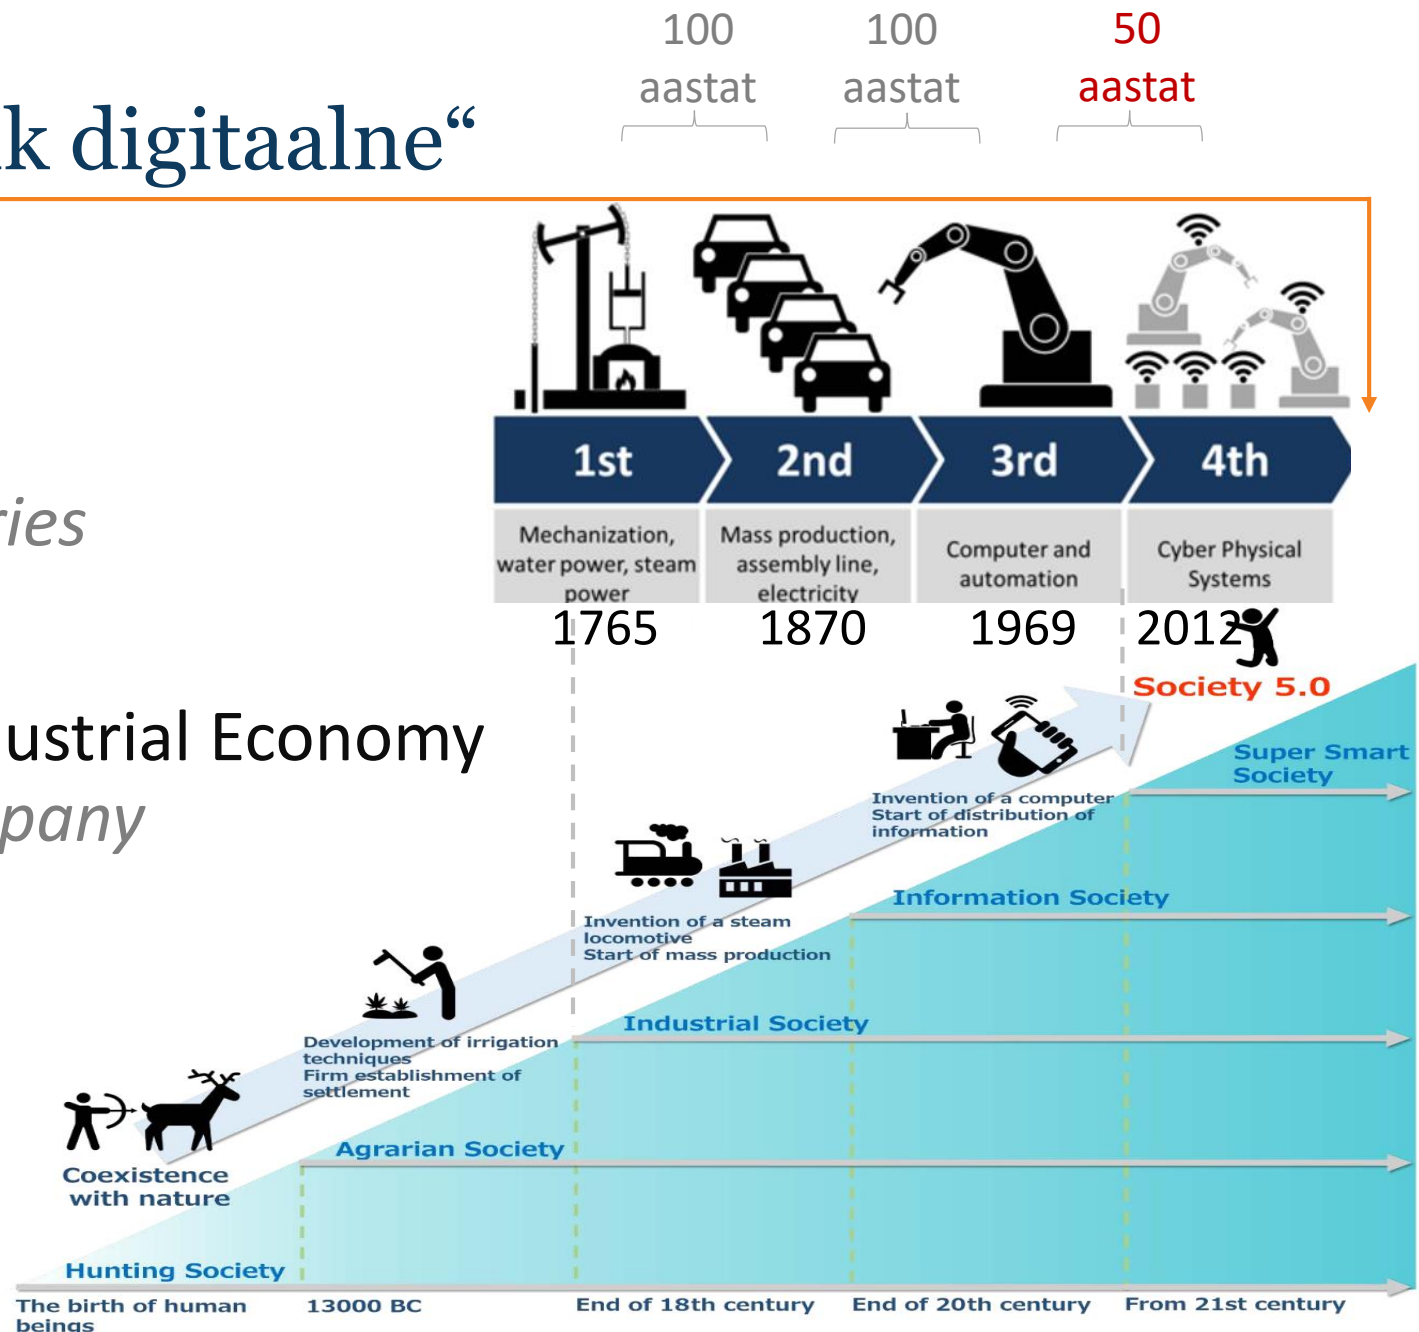 100
aastat
100
aastat
50
aastat
digitaalne“
1st
2nd
3rd
4th
Mechanization,
water power, steam
power
Mass production,
assembly line,
electricity
Computer and
automation
Cyber Physical
Systems
1765
1870
1969
2012
Society 5.0
Economy
Super Smart
Society
Invention of a computer
Start of distribution of
information
Information Society
Invention of a steam
locomotive
Start of mass production
Industrial Society
Development of irrigation
techniques
Firm establishment of
settlement
Agrarian Society
Coexistence
with nature
Hunting Society
The birth of human
beings
13000 BC
End of 18th century
End of 20th century
From 21st century